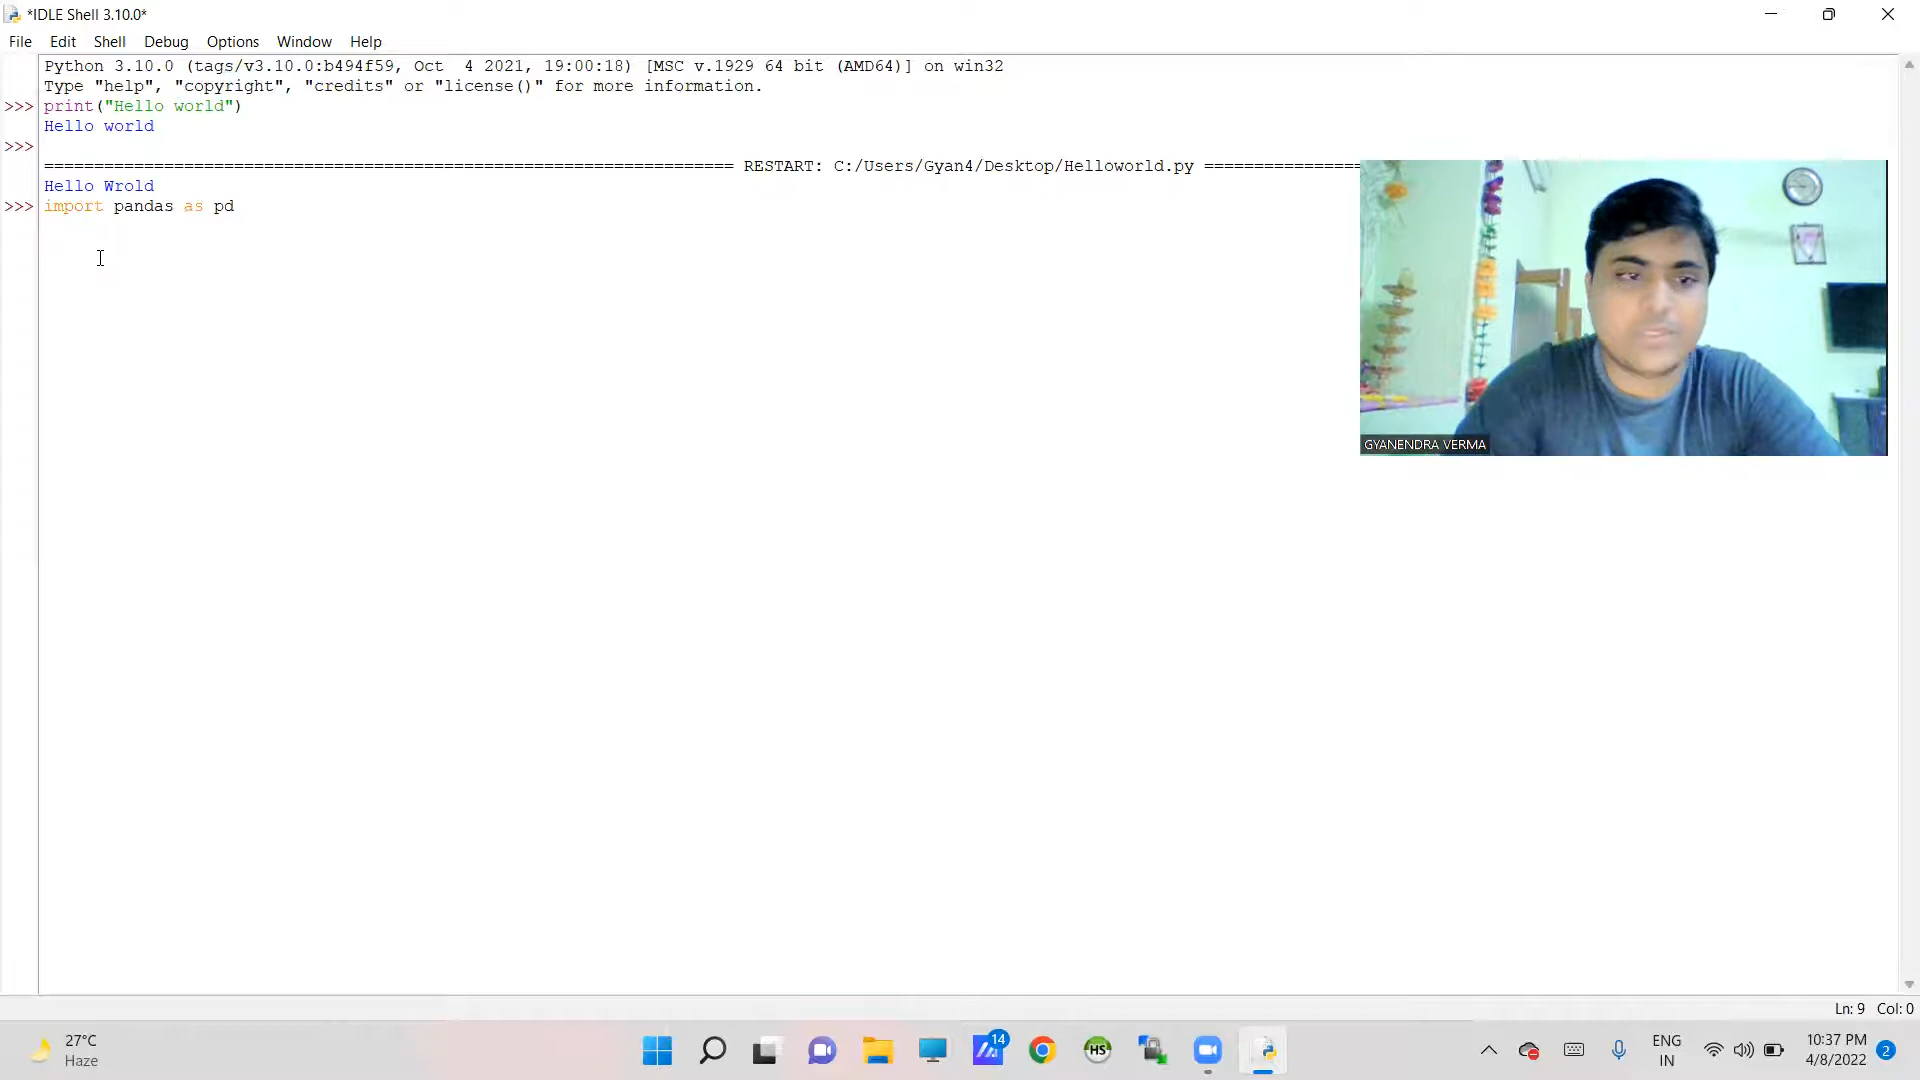 *IDLE Shell 3.10.0*
File Edit Shell Debug Options Window Help
Python 3.10.0 (tags/v3.10.0:b494f59, Oct  4 2021, 19:00:18) [MSC v.1929 64 bit (AMD64)] on win32
Type "help", "copyright", "credits" or "license()" for more information.
>>> print("Hello world")
Hello world
>>>
===================================================================== RESTART: C:/Users/Gyan4/Desktop/Helloworld.py ================
Hello Wrold
>>> import pandas as pd
GYANENDRA VERMA
Ln: 9 Col: 0
27°C
Haze
14
HS
ENG
IN
10:37 PM
4/8/2022
2